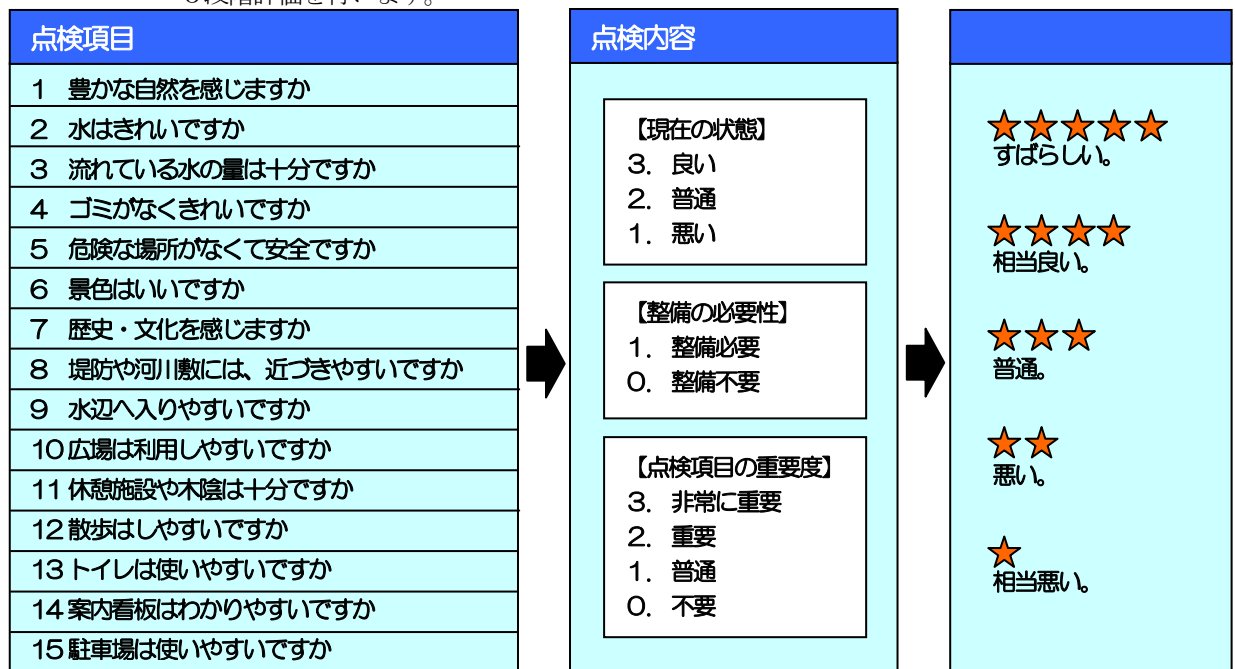 ５段階評価を行います。
点検項目
1 豊かな自然を感じますか
2 水はきれいですか
3 流れている水の量は十分ですか
4 ゴミがなくきれいですか
5 危険な場所がなくて安全ですか
6 景色はいいですか
7 歴史・文化を感じますか
8 堤防や河川敷には、近づきやすいですか
9 水辺へ入りやすいですか
10 広場は利用しやすいですか
11 休憩施設や木陰は十分ですか
12 散歩はしやすいですか
13 トイレは使いやすいですか
14 案内看板はわかりやすいですか
15 駐車場は使いやすいですか
点検内容
【現在の状態】
3. 良い
2. 普通
1. 悪い
【整備の必要性】
1. 整備必要
0. 整備不要
【点検項目の重要度】
3. 非常に重要
2. 重要
1. 普通
0. 不要
★★★★★
すばらしい。
★★★★
相当良い。
★★★
普通。
★★
悪い。
★
相当悪い。